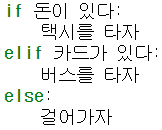 if 돈이 있다:
    택시를 타자
elif 카드가 있다:
    버스를 타자
else:
    걸어가자